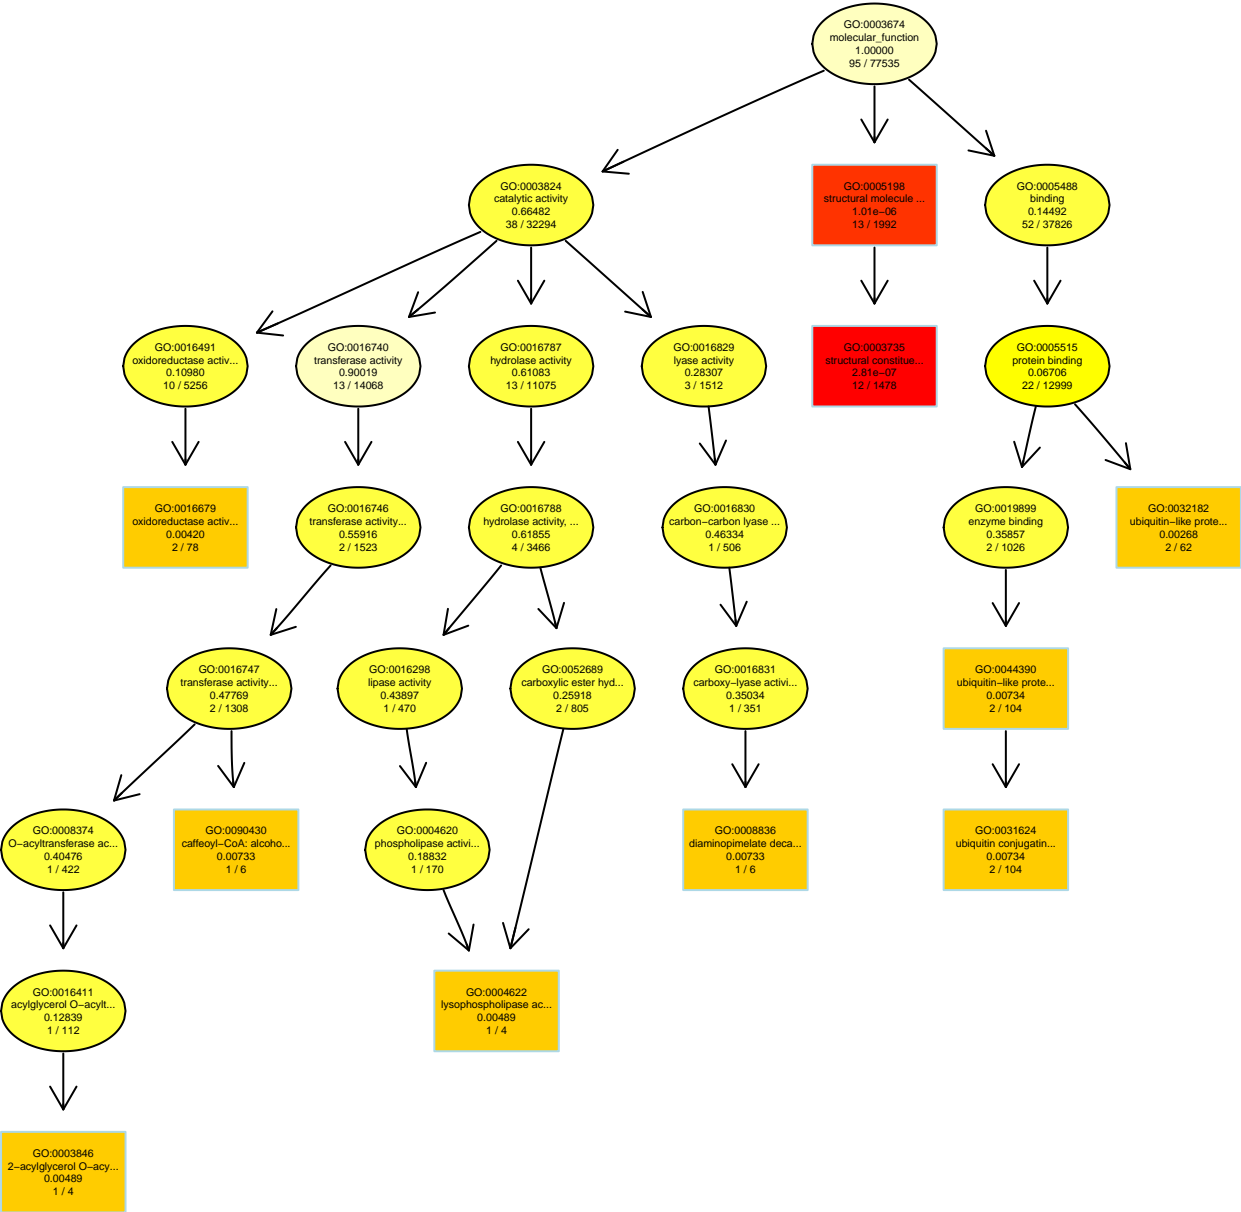 GO:0003674
molecular_function
1.00000
95 / 77535
GO:0003824
catalytic activity
0.66482
38 / 32294
GO:0005198
structural molecule ...
1.01e−06
13 / 1992
GO:0005488
binding
0.14492
52 / 37826
GO:0016491
oxidoreductase activ...
0.10980
10 / 5256
GO:0016740
transferase activity
0.90019
13 / 14068
GO:0016787
hydrolase activity
0.61083
13 / 11075
GO:0016829
lyase activity
0.28307
3 / 1512
GO:0003735
structural constitue...
2.81e−07
12 / 1478
GO:0005515
protein binding
0.06706
22 / 12999
GO:0016679
oxidoreductase activ...
0.00420
2 / 78
GO:0016746
transferase activity...
0.55916
2 / 1523
GO:0016788
hydrolase activity, ...
0.61855
4 / 3466
GO:0016830
carbon−carbon lyase ...
0.46334
1 / 506
GO:0019899
enzyme binding
0.35857
2 / 1026
GO:0032182
ubiquitin−like prote...
0.00268
2 / 62
GO:0016747
transferase activity...
0.47769
2 / 1308
GO:0016298
lipase activity
0.43897
1 / 470
GO:0052689
carboxylic ester hyd...
0.25918
2 / 805
GO:0016831
carboxy−lyase activi...
0.35034
1 / 351
GO:0044390
ubiquitin−like prote...
0.00734
2 / 104
GO:0008374
O−acyltransferase ac...
0.40476
1 / 422
GO:0090430
caffeoyl−CoA: alcoho...
0.00733
1 / 6
GO:0004620
phospholipase activi...
0.18832
1 / 170
GO:0008836
diaminopimelate deca...
0.00733
1 / 6
GO:0031624
ubiquitin conjugatin...
0.00734
2 / 104
GO:0016411
acylglycerol O−acylt...
0.12839
1 / 112
GO:0004622
lysophospholipase ac...
0.00489
1 / 4
GO:0003846
2−acylglycerol O−acy...
0.00489
1 / 4